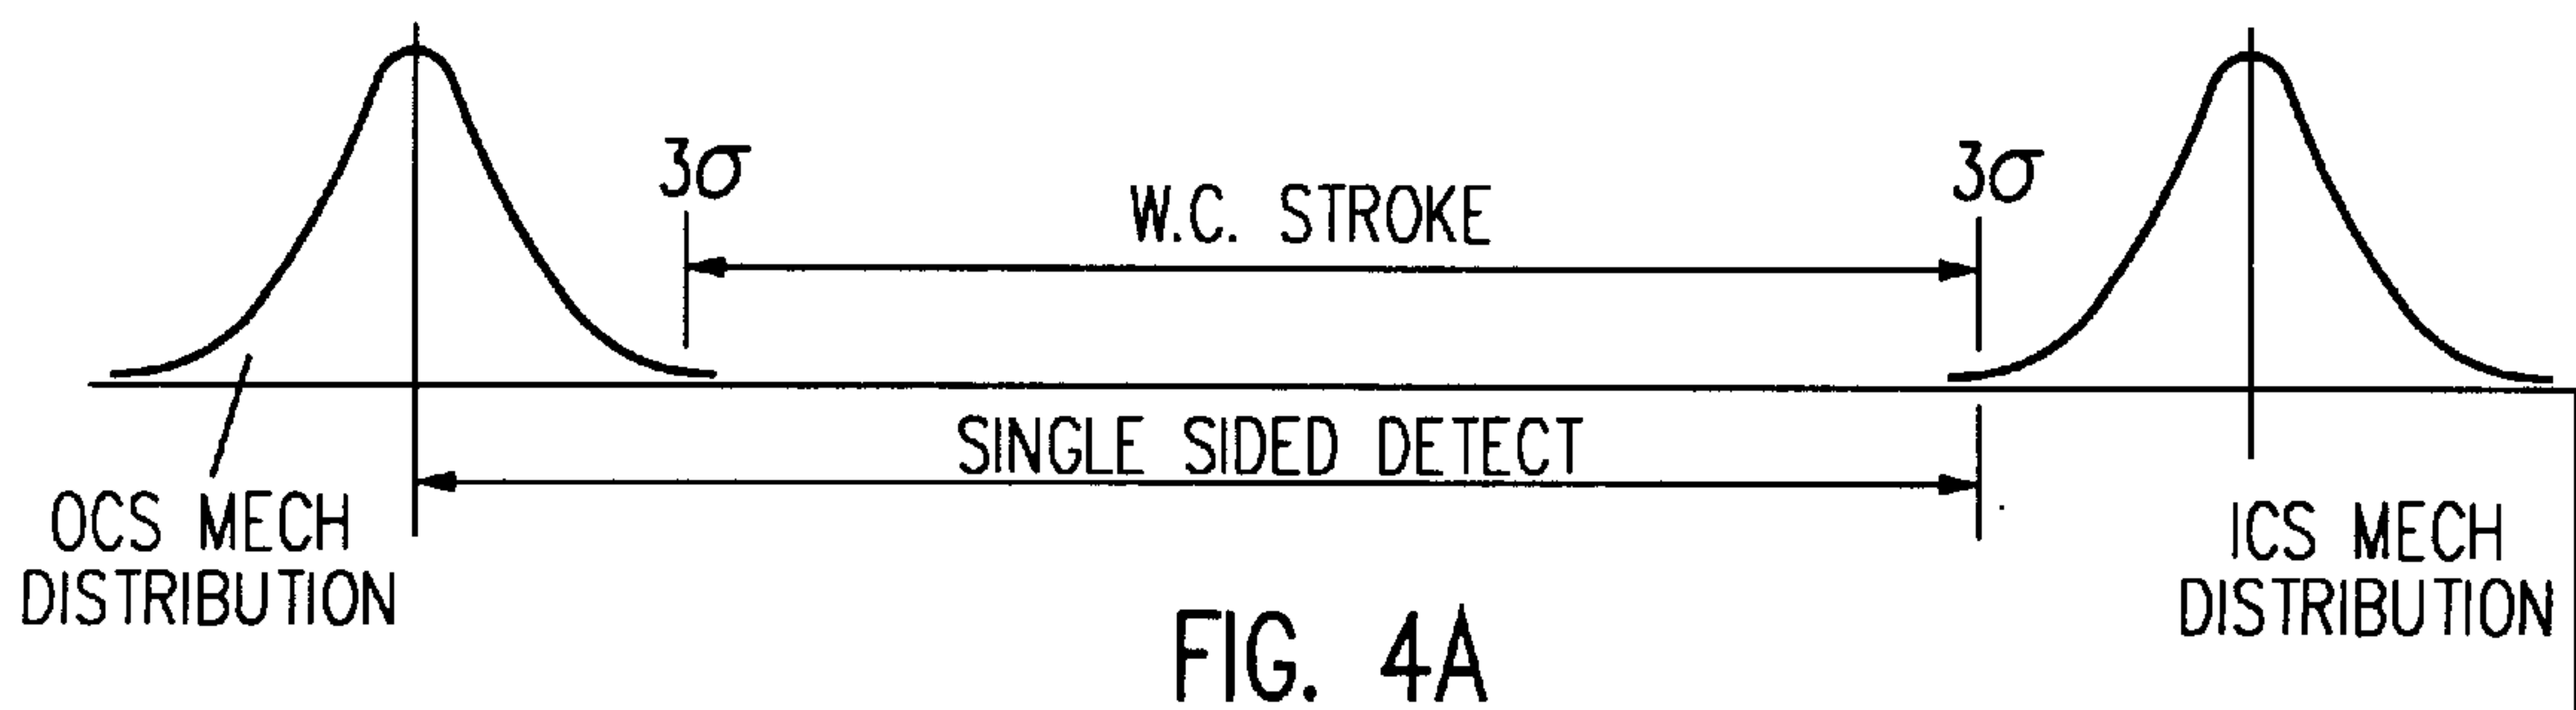 3σ
3σ
W.C. STROKE
SINGLE SIDED DETECT
OCS MECH
DISTRIBUTION
ICS MECH
DISTRIBUTION
FIG. 4A